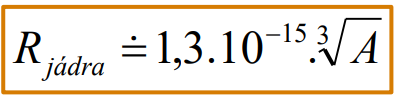 R_jádra ≐ 1,3.10⁻¹⁵.∛A